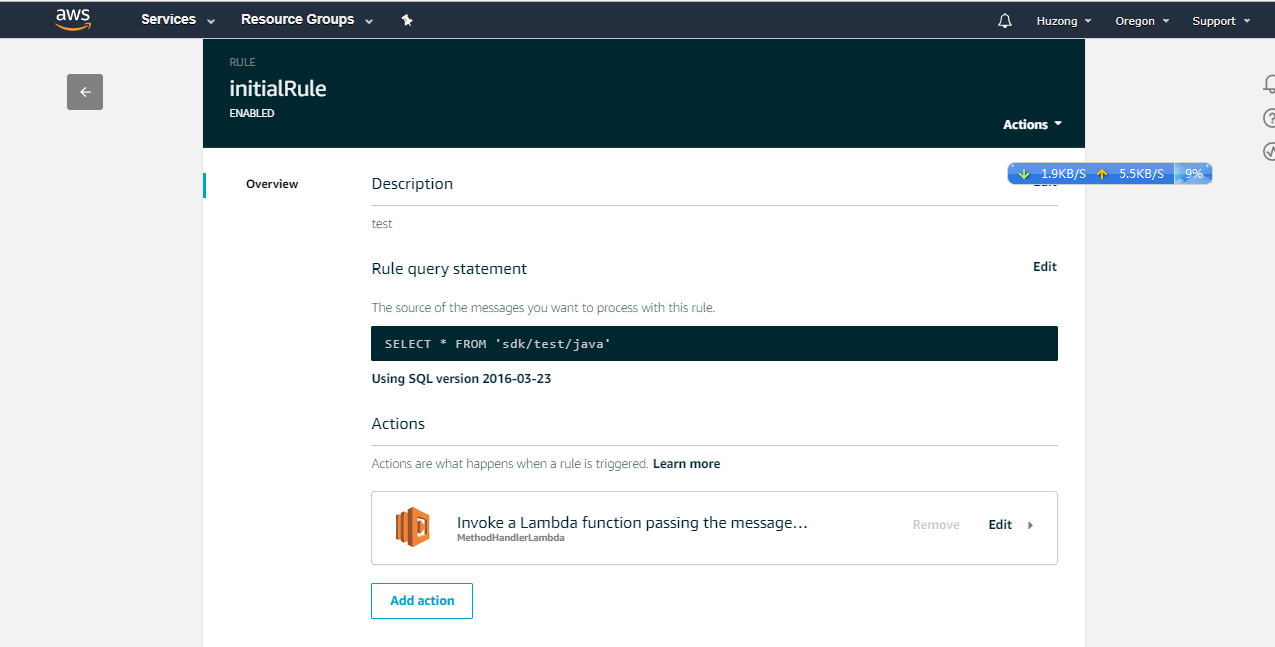 aws Services Resource Groups Huzong Oregon Support
RULE
initialRule
ENABLED
Actions
Overview
Description
1.9KB/S 5.5KB/S 9%
test
Rule query statement
Edit
The source of the messages you want to process with this rule.
SELECT * FROM 'sdk/test/java'
Using SQL version 2016-03-23
Actions
Actions are what happens when a rule is triggered. Learn more
Invoke a Lambda function passing the message…
MethodHandlerLambda
Remove Edit
Add action